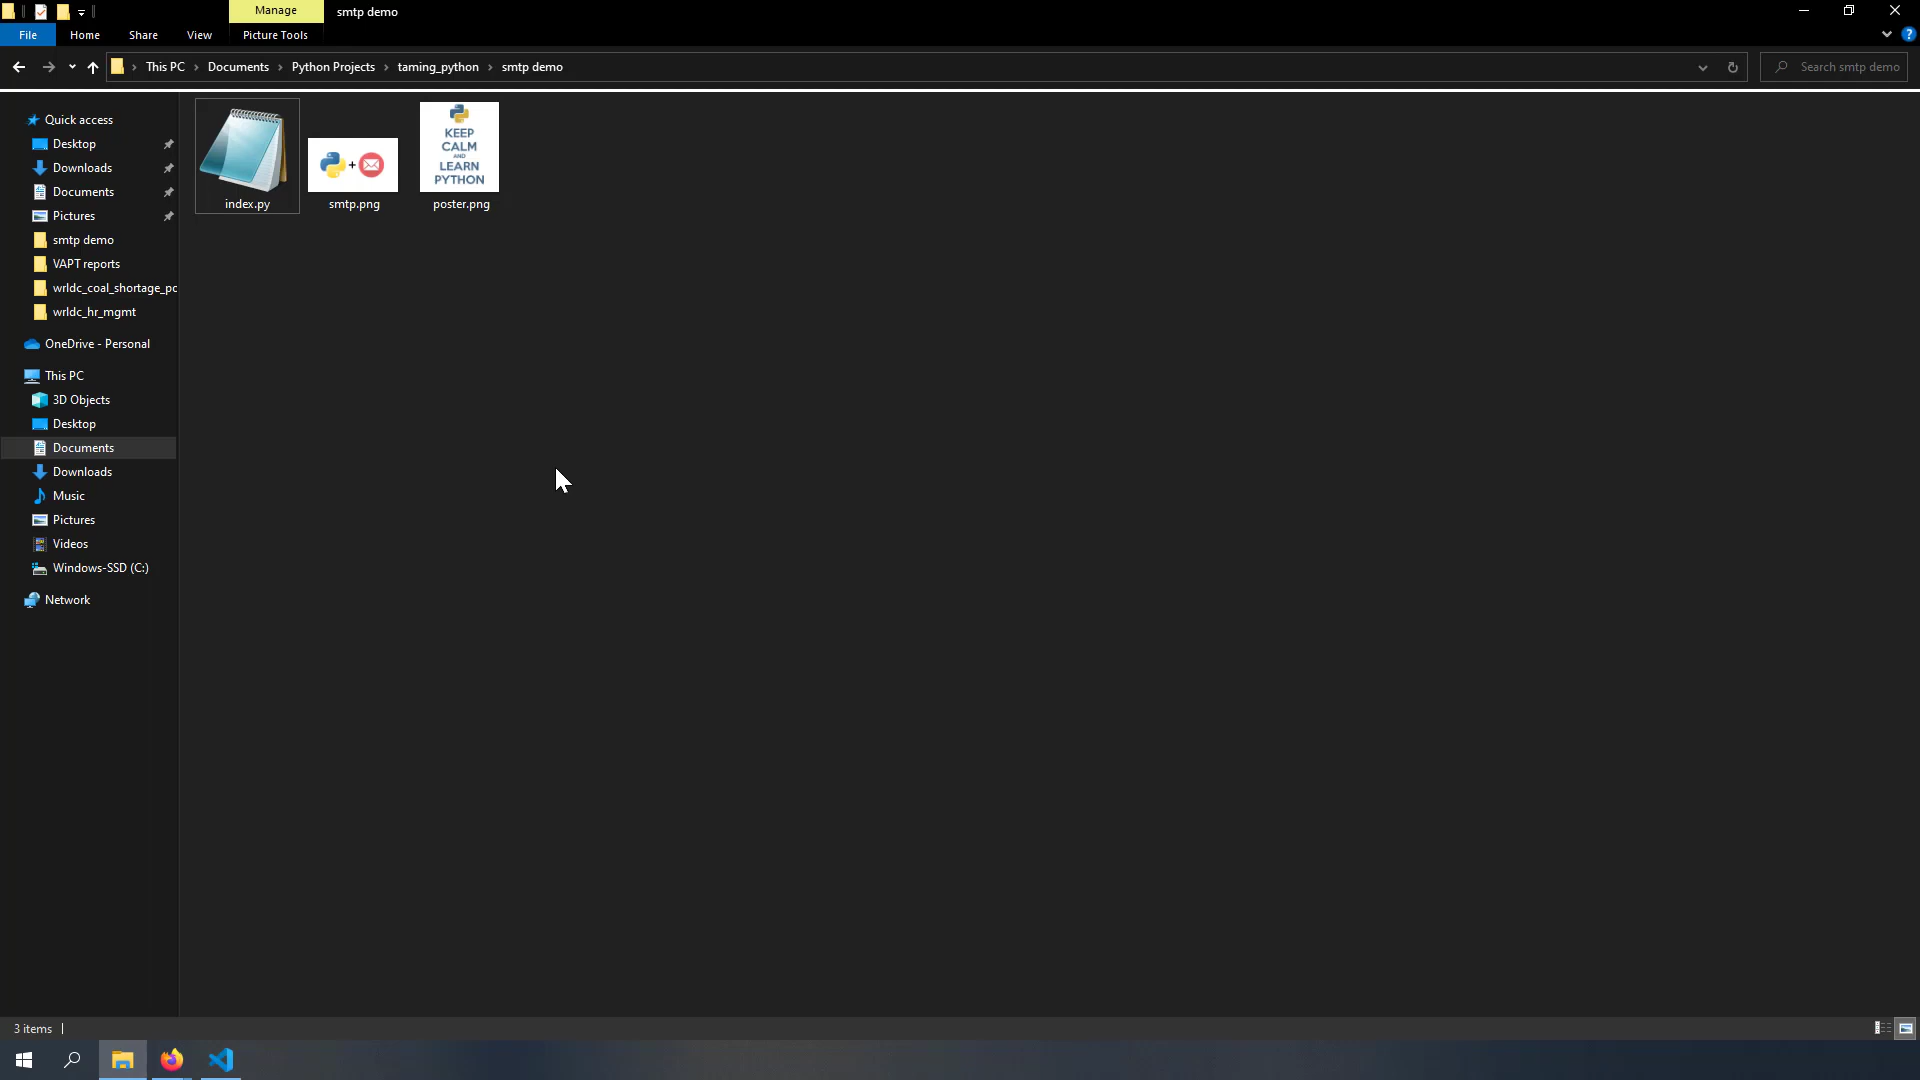 Manage
smtp demo
File
Home
Share
View
Picture Tools
?
This PC
Documents
Python Projects
taming_python
smtp demo
Search smtp demo
Quick access
Desktop
Downloads
Documents
Pictures
smtp demo
VAPT reports
wrldc_coal_shortage_po
wrldc_hr_mgmt
OneDrive - Personal
This PC
3D Objects
Desktop
Documents
Downloads
Music
Pictures
Videos
Windows-SSD (C:)
Network
index.py
+
smtp.png
KEEP
CALM
AND
LEARN
PYTHON
poster.png
3 items